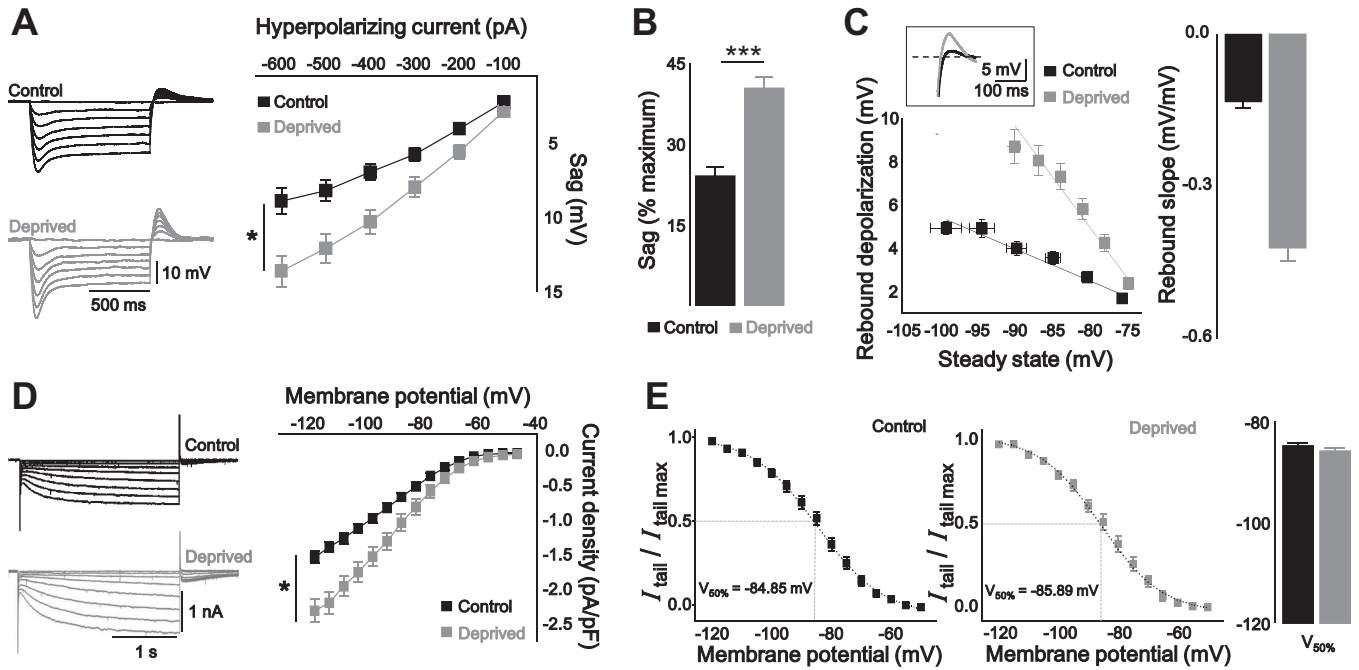 A
Hyperpolarizing current (pA)
-600 -500 -400 -300 -200 -100
Control
Deprived
Control
Deprived
10 mV
500 ms
*
5
10
15
Sag (mV)
B
***
45
30
15
Sag (% maximum)
Control Deprived
C
5 mV
100 ms
Control
Deprived
10
8
6
4
2
Rebound depolarization (mV)
-105 -100 -95 -90 -85 -80 -75
Steady state (mV)
0.0
-0.3
-0.6
Rebound slope (mV/mV)
D
Membrane potential (mV)
-120 -100 -80 -60 -40
Control
Deprived
1 nA
1 s
*
0.0
-0.5
-1.0
-1.5
-2.0
-2.5
Current density (pA/pF)
Control
Deprived
E
Control
1.0
0.5
0.0
I tail / I tail max
V50% = -84.85 mV
-120 -100 -80 -60
Membrane potential (mV)
Deprived
1.0
0.5
0.0
I tail / I tail max
V50% = -85.89 mV
-120 -100 -80 -60
Membrane potential (mV)
-80
-100
-120
V50%